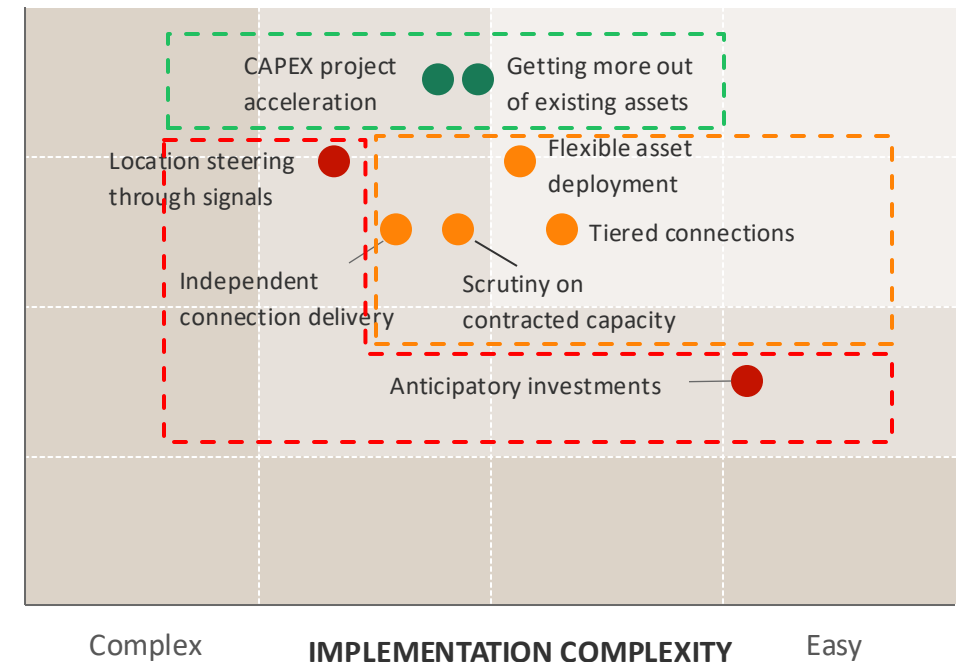 CAPEX project
acceleration
Getting more out
of existing assets
Location steering
through signals
Flexible asset
deployment
Tiered connections
Independent
connection delivery
Scrutiny on
contracted capacity
Anticipatory investments
Complex
IMPLEMENTATION COMPLEXITY
Easy